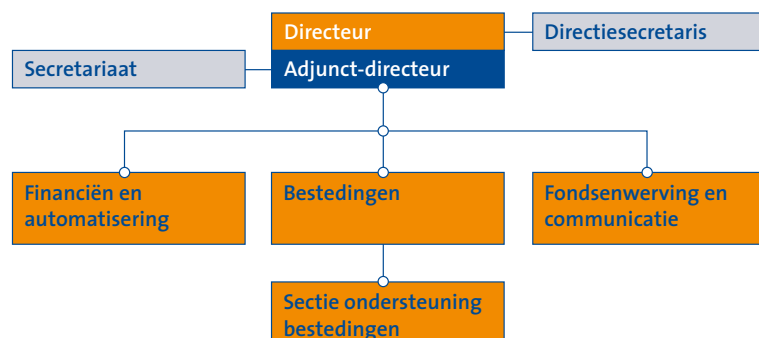 Directeur
Directiesecretaris
Secretariaat
Adjunct-directeur
Financiën en
automatisering
Bestedingen
Fondsenwerving en
communicatie
Sectie ondersteuning
bestedingen